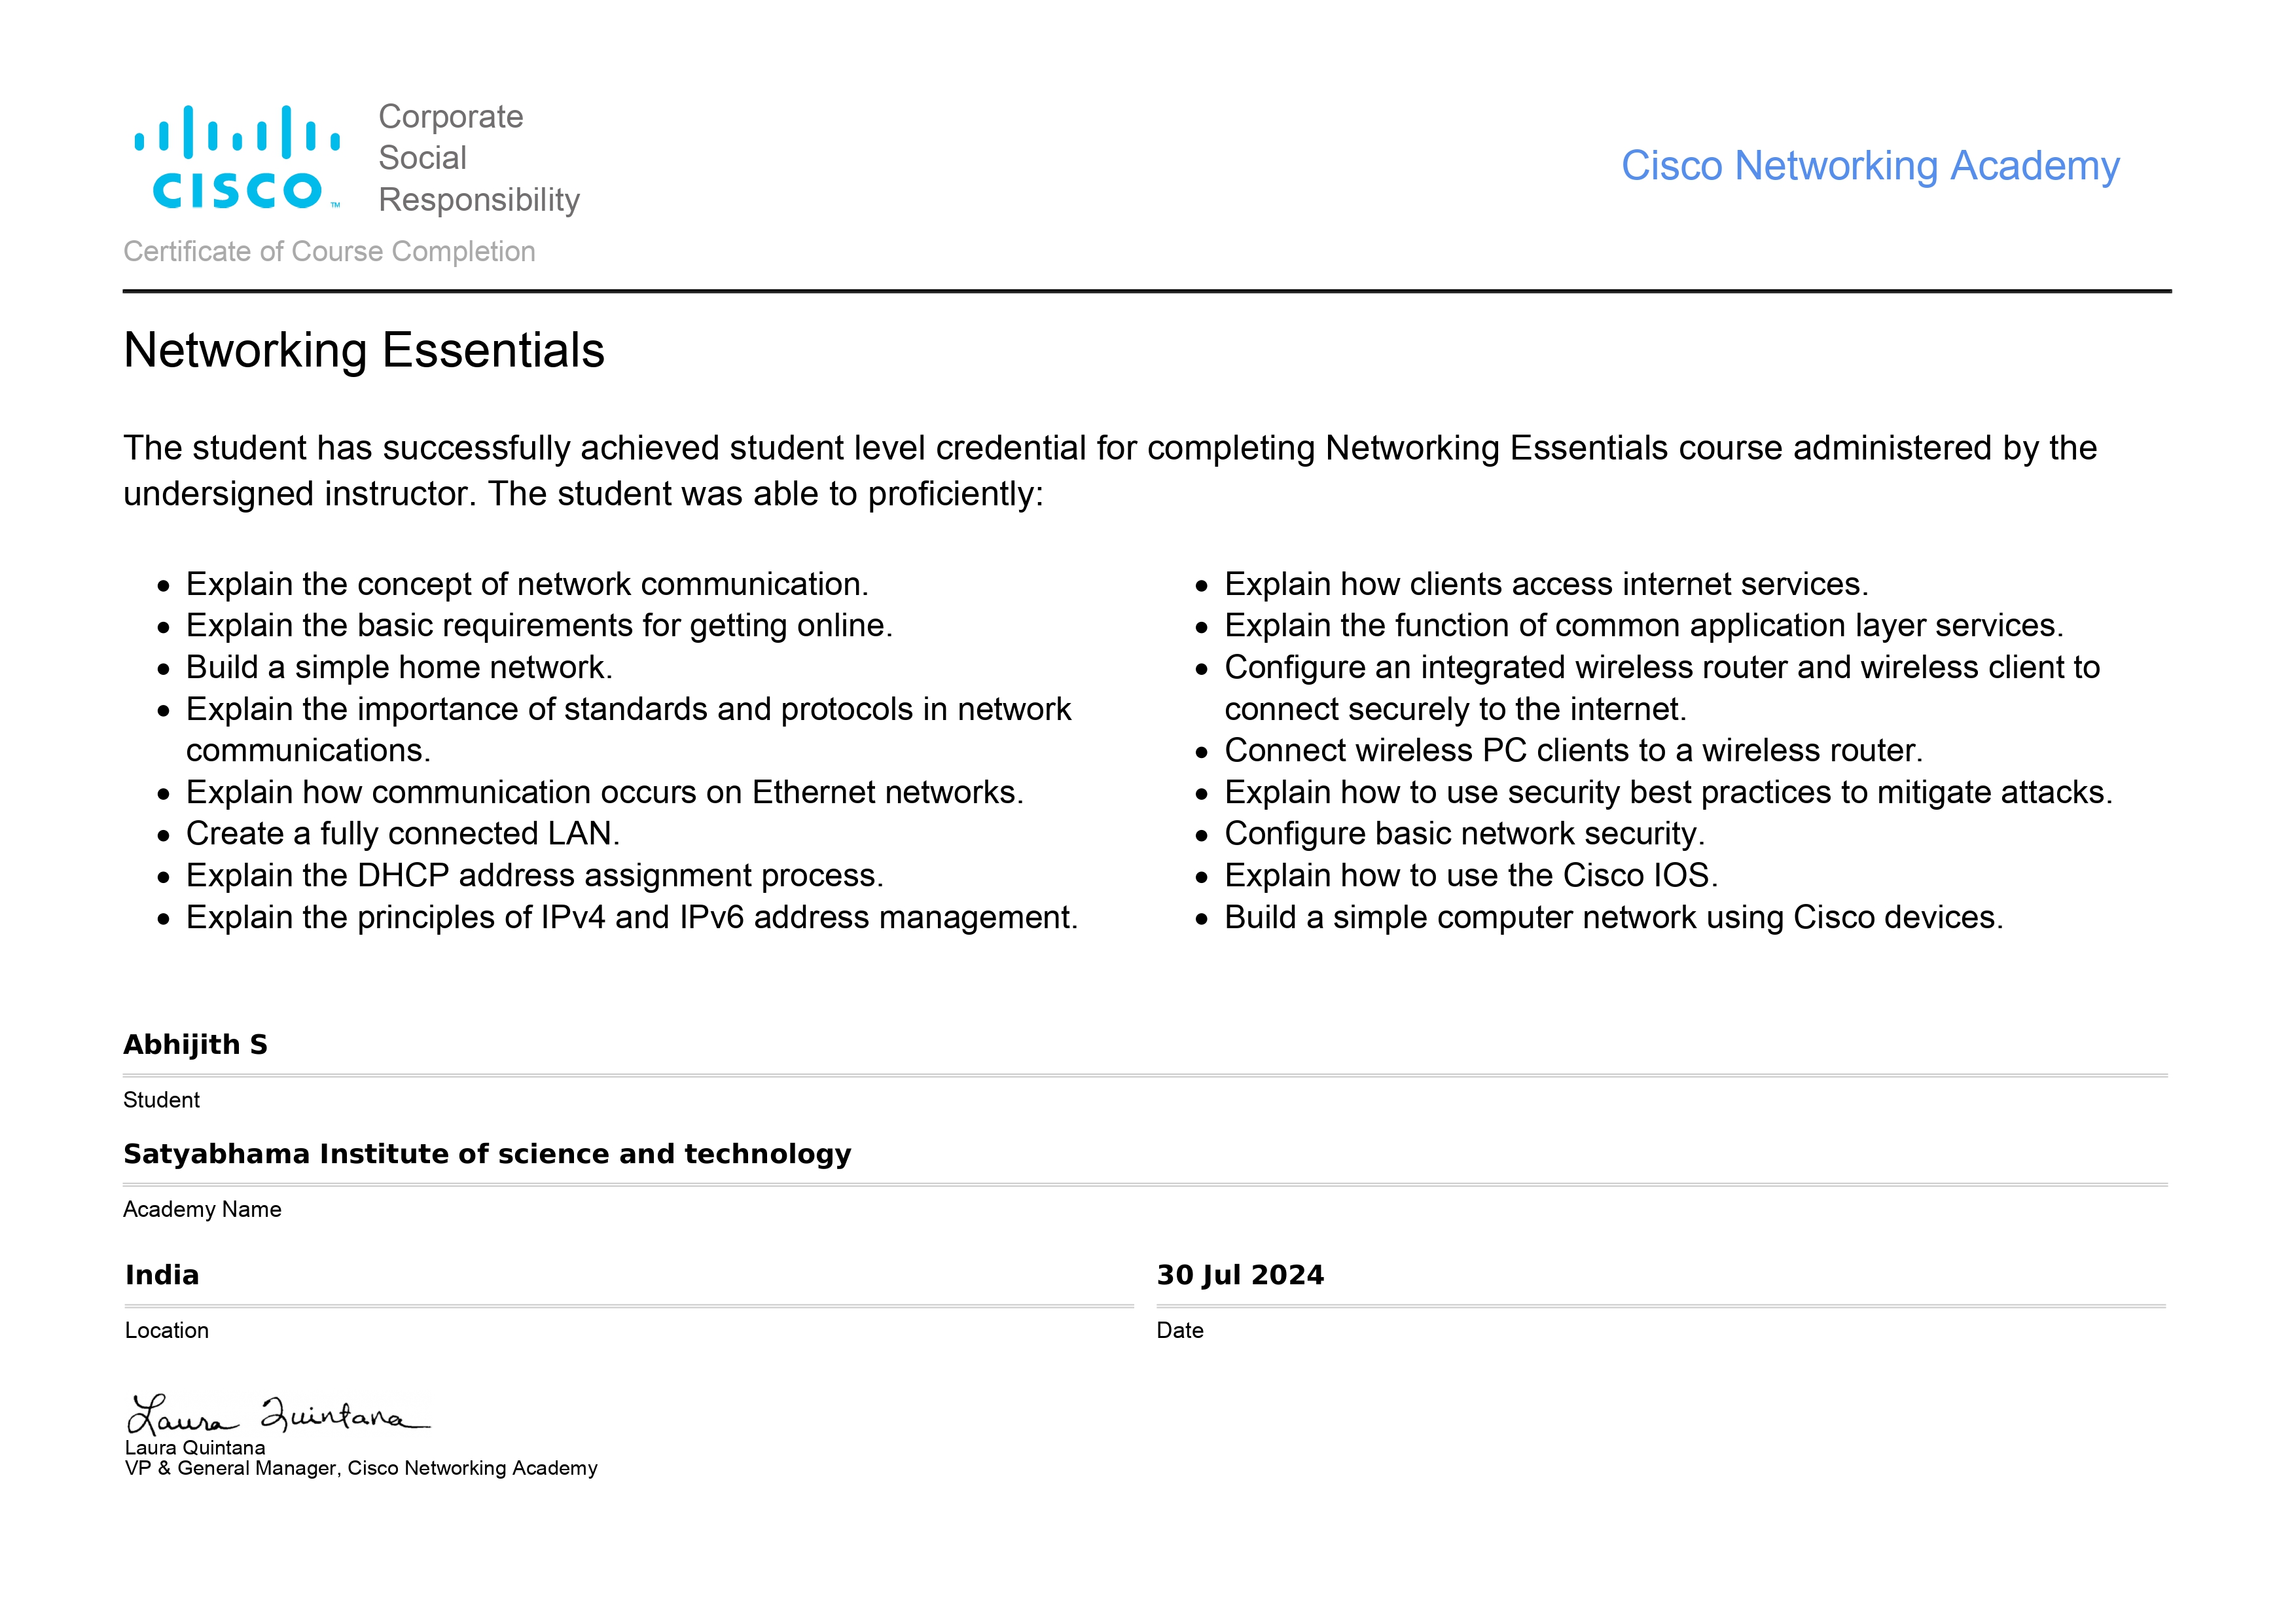 CISCO™
Corporate
Social
Responsibility
Cisco Networking Academy
Certificate of Course Completion
Networking Essentials
The student has successfully achieved student level credential for completing Networking Essentials course administered by the
undersigned instructor. The student was able to proficiently:
• Explain the concept of network communication.
• Explain the basic requirements for getting online.
• Build a simple home network.
• Explain the importance of standards and protocols in network
communications.
• Explain how communication occurs on Ethernet networks.
• Create a fully connected LAN.
• Explain the DHCP address assignment process.
• Explain the principles of IPv4 and IPv6 address management.
• Explain how clients access internet services.
• Explain the function of common application layer services.
• Configure an integrated wireless router and wireless client to
connect securely to the internet.
• Connect wireless PC clients to a wireless router.
• Explain how to use security best practices to mitigate attacks.
• Configure basic network security.
• Explain how to use the Cisco IOS.
• Build a simple computer network using Cisco devices.
Abhijith S
Student
Satyabhama Institute of science and technology
Academy Name
India
Location
30 Jul 2024
Date
Laura Quintana
Laura Quintana
VP & General Manager, Cisco Networking Academy